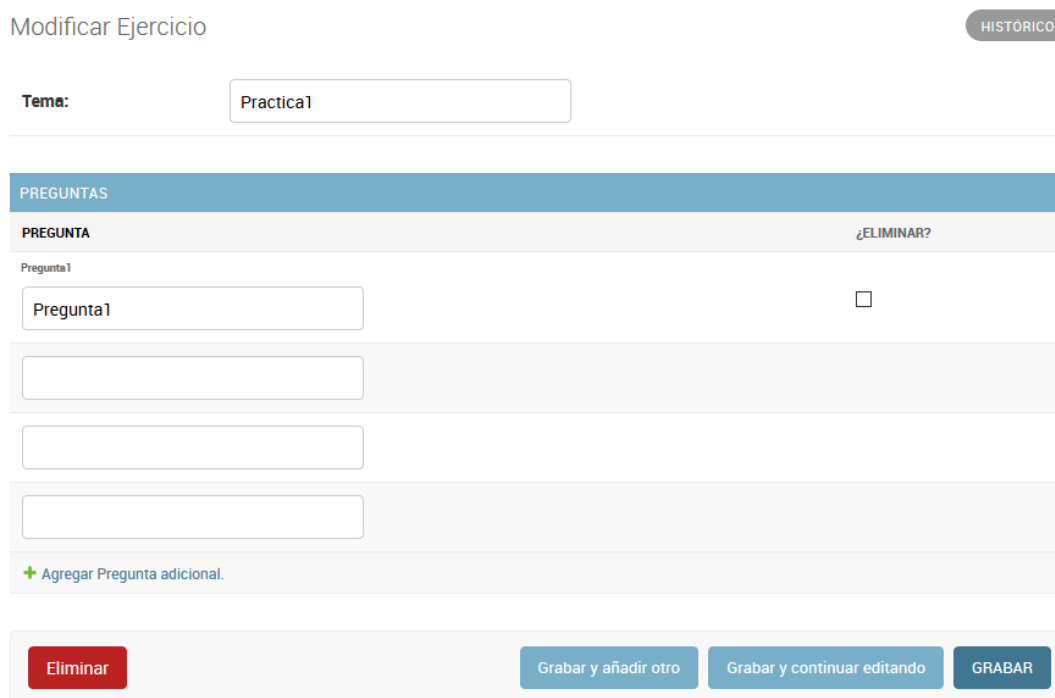 Modificar Ejercicio
HISTÓRICO
Tema:
Practica1
PREGUNTAS
PREGUNTA
¿ELIMINAR?
Pregunta1
Pregunta1
+ Agregar Pregunta adicional.
Eliminar
Grabar y añadir otro
Grabar y continuar editando
GRABAR